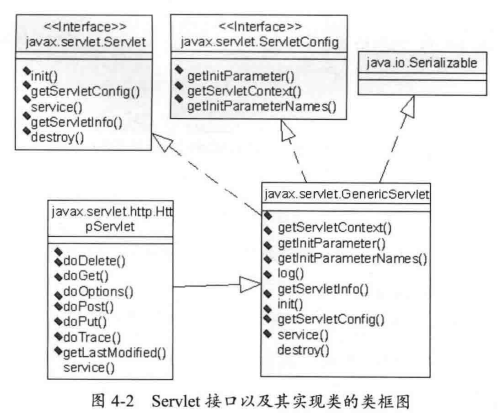 <<Interface>>
javax.servlet.Servlet
init()
getServletConfig()
service()
getServletInfo()
destroy()
<<Interface>>
javax.servlet.ServletConfig
getInitParameter()
getServletContext()
getInitParameterNames()
java.io.Serializable
javax.servlet.http.Htt
pServlet
doDelete()
doGet()
doOptions()
doPost()
doPut()
doTrace()
getLastModified()
service()
javax.servlet.GenericServlet
getServletContext()
getInitParameter()
getInitParameterNames()
log()
getServletInfo()
init()
getServletConfig()
service()
destroy()
图 4-2 Servlet 接口以及其实现类的类框图